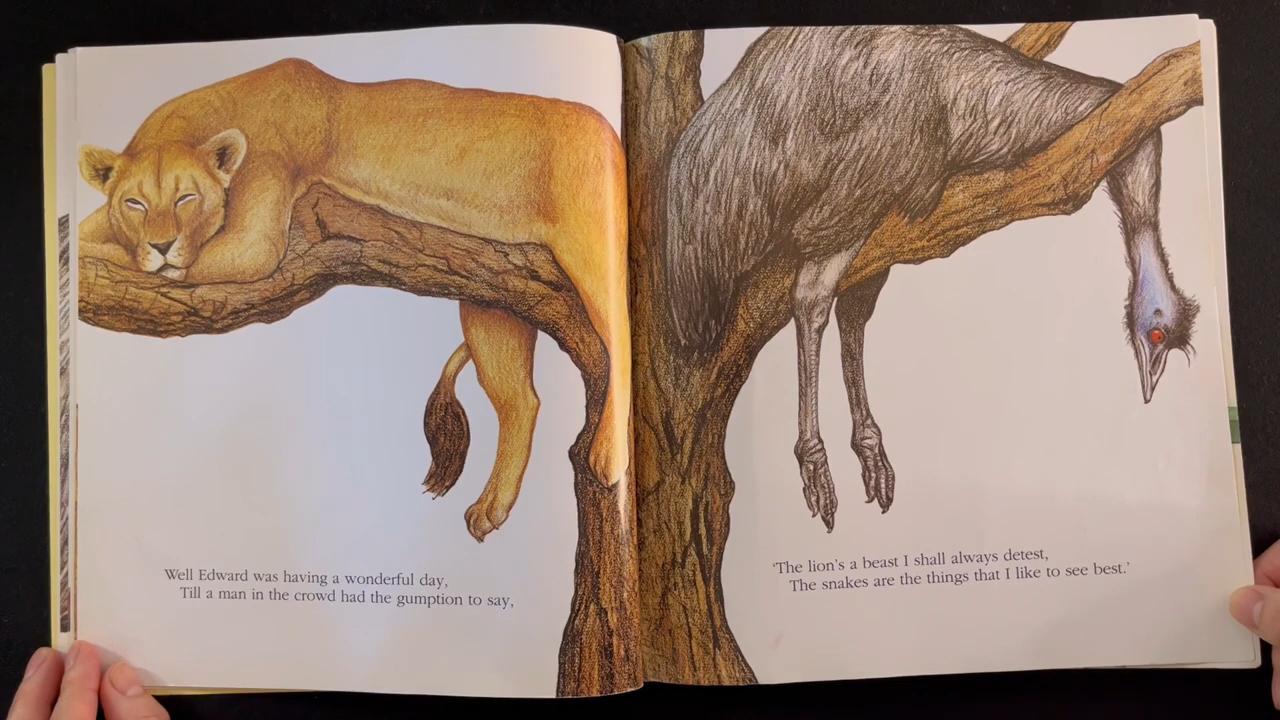 Well Edward was having a wonderful day,
Till a man in the crowd had the gumption to say,
‘The lion’s a beast I shall always detest,
The snakes are the things that I like to see best.’